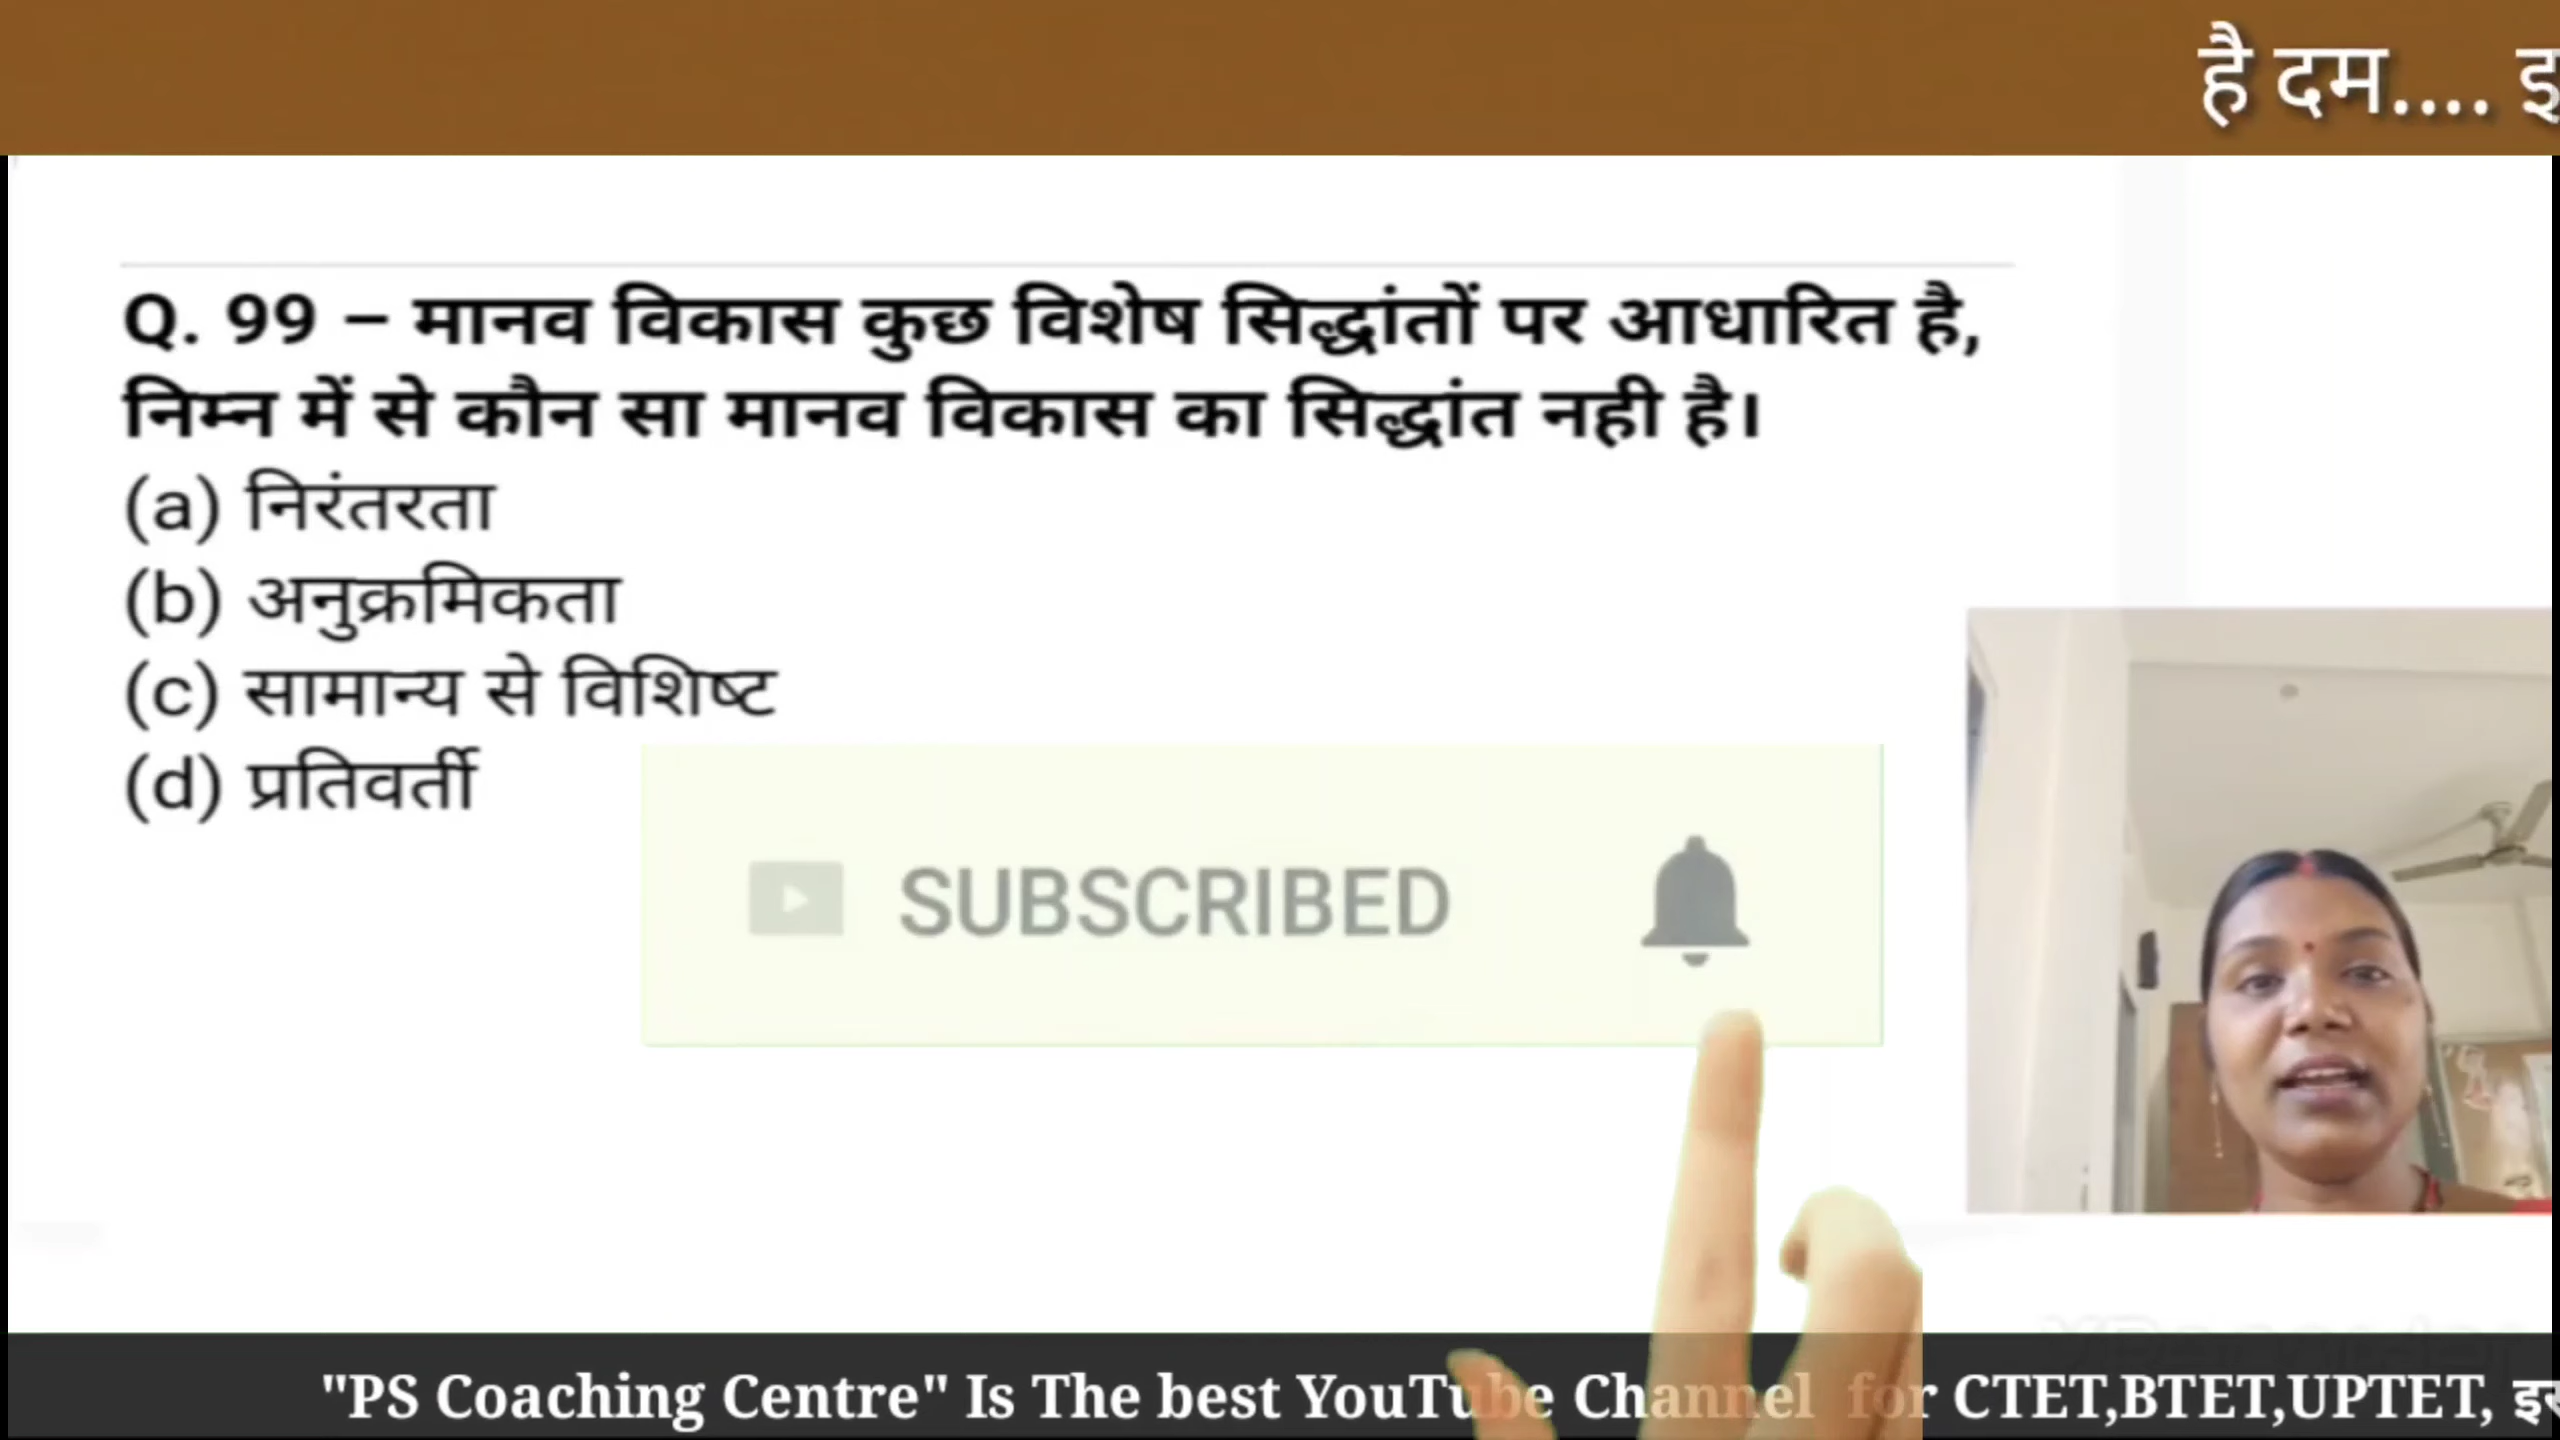 है दम....
Q. 99 – मानव विकास कुछ विशेष सिद्धांतों पर आधारित है,
निम्न में से कौन सा मानव विकास का सिद्धांत नही है।
(a) निरंतरता
(b) अनुक्रमिकता
(c) सामान्य से विशिष्ट
(d) प्रतिवर्ती
SUBSCRIBED
"PS Coaching Centre" Is The best YouTube Channel for CTET,BTET,UPTET,